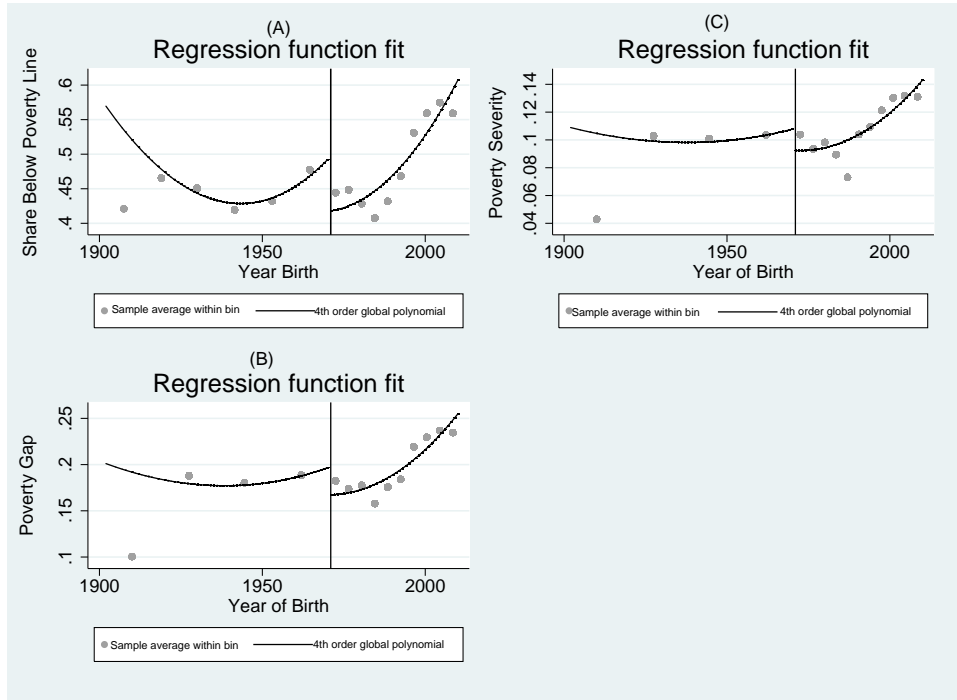 (A)
Regression function fit
Share Below Poverty Line
.6
.55
.5
.45
.4
1900 1950 2000
Year Birth
Sample average within bin 4th order global polynomial
(C)
Regression function fit
Poverty Severity
.04.06.08 .1 .12.14
1900 1950 2000
Year of Birth
Sample average within bin 4th order global polynomial
(B)
Regression function fit
Poverty Gap
.25
.2
.15
.1
1900 1950 2000
Year of Birth
Sample average within bin 4th order global polynomial